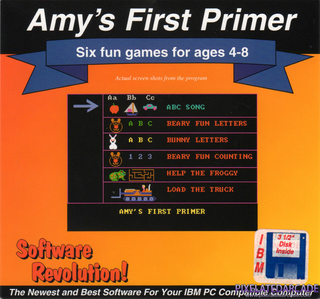 Amy's First Primer
Six fun games for ages 4-8
Actual screen shots from the program
Aa Bb Cc
ABC SONG
A B C BEARY FUN LETTERS
A B C BUNNY LETTERS
1 2 3 BEARY FUN COUNTING
HELP THE FROGGY
LOAD THE TRUCK
AMY'S FIRST PRIMER
Software
Revolution!
IBM
3 1/2"
Disk
Inside
PIXELATEDARCADE
The Newest and Best Software For Your IBM PC Compatible Computer